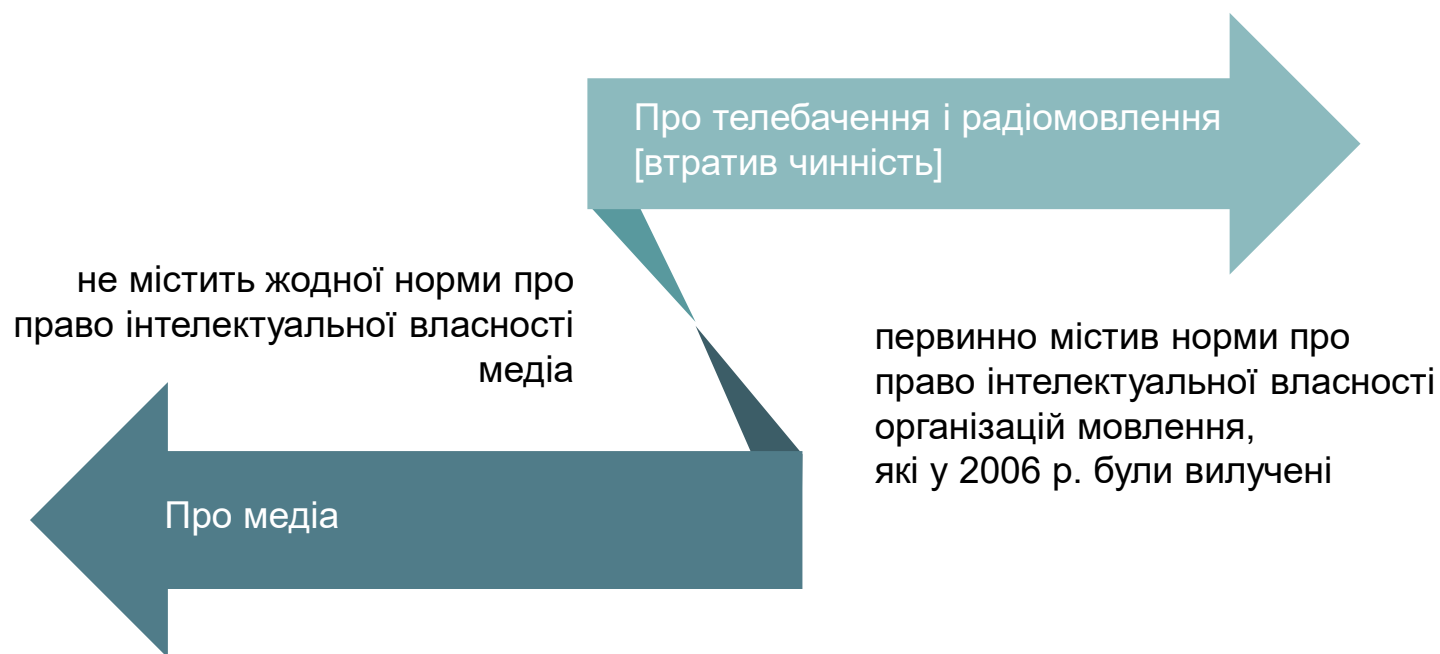 Про телебачення і радіомовлення
[втратив чинність]
не містить жодної норми про
право інтелектуальної власності
медіа
первинно містив норми про
право інтелектуальної власності
організацій мовлення,
які у 2006 р. були вилучені
Про медіа